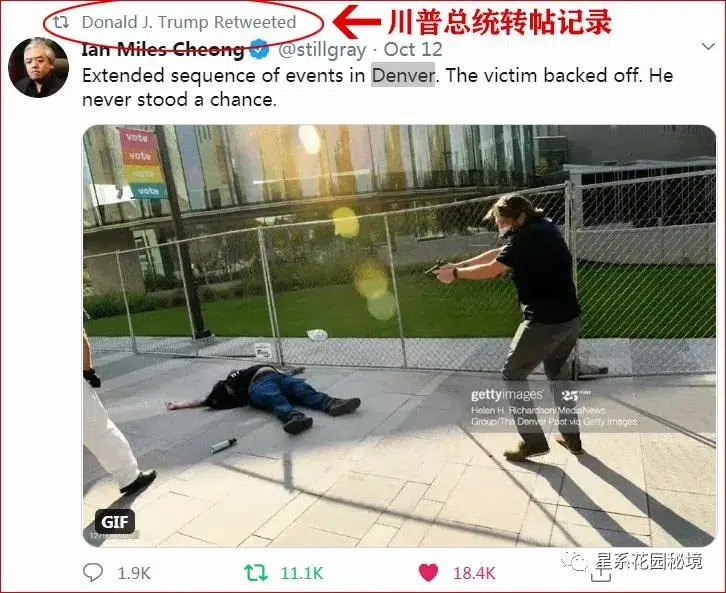 Donald J. Trump Retweeted
川普总统转帖记录
Ian Miles Cheong @stillgray · Oct 12
Extended sequence of events in Denver. The victim backed off. He
never stood a chance.
vote
vote
vote
vote
gettyimages 25 YEARS
Helen H. Richardson/MediaNews
Group/The Denver Post via Getty Images
GIF
1.9K
11.1K
18.4K
星系花园秘境